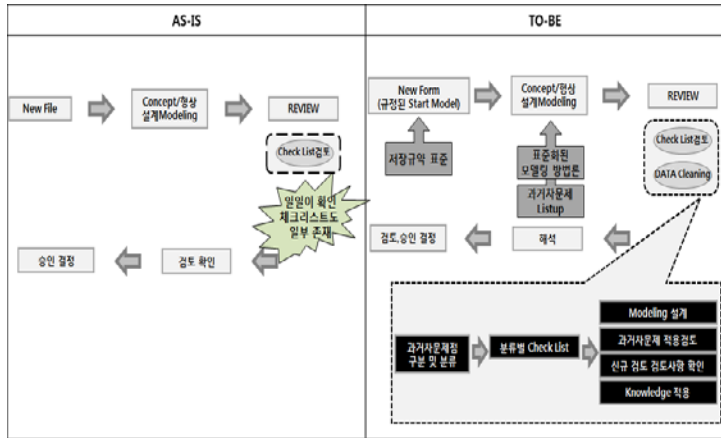 AS-IS
TO-BE
New File
Concept/형상
설계Modeling
REVIEW
Check List검토
일일이 확인
체크리스트도
일부 존재
승인 결정
검토 확인
New Form
(규정된 Start Model)
Concept/형상
설계Modeling
REVIEW
저장규약 표준
표준화된
모델링 방법론
과거자문제
Listup
Check List검토
DATA Cleaning
검토,승인 결정
해석
과거자문제점
구분 및 분류
분류별 Check List
Modeling 설계
과거자문제 적용검토
신규 검토 검토사항 확인
Knowledge 적용